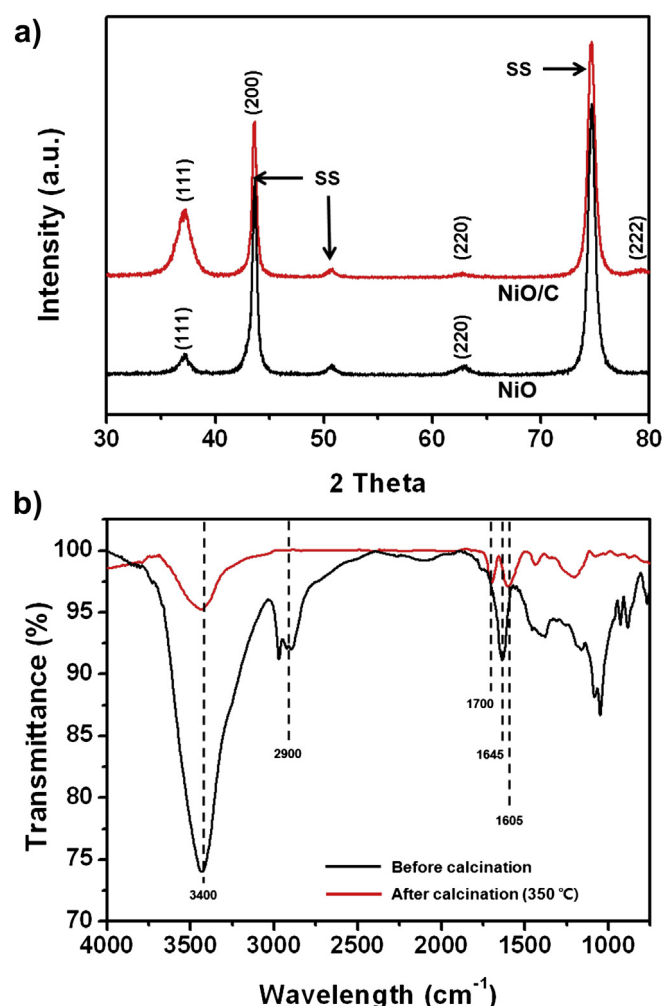 a)
Intensity (a.u.)
(111)
(200)
SS
SS
(220)
(222)
NiO/C
(111)
(220)
NiO
30 40 50 60 70 80
2 Theta
b)
Transmittance (%)
100
95
90
85
80
75
70
3400
2900
1700
1645
1605
Before calcination
After calcination (350 ℃)
4000 3500 3000 2500 2000 1500 1000
Wavelength (cm⁻¹)